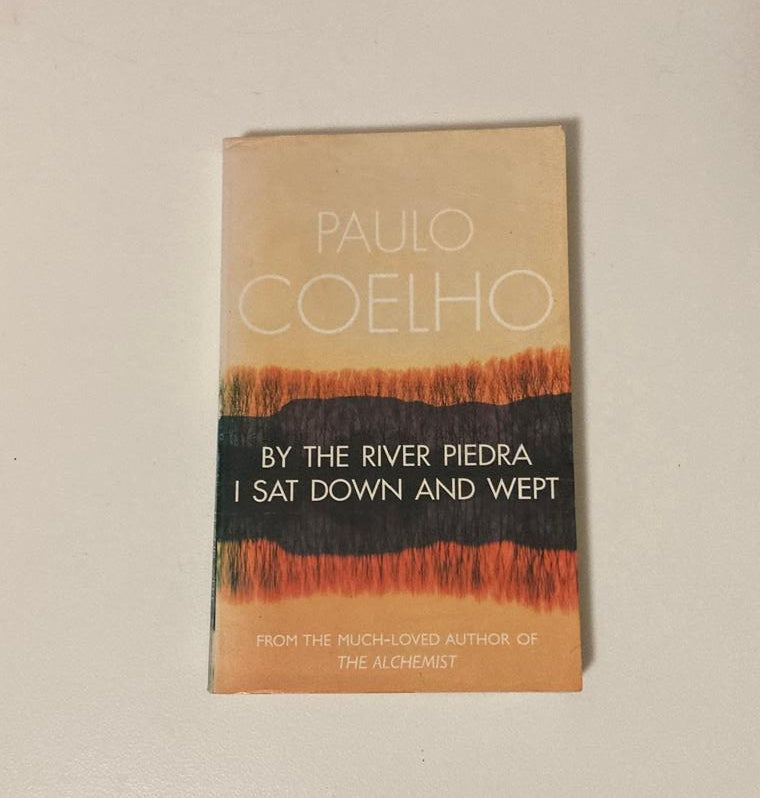 PAULO
COELHO
BY THE RIVER PIEDRA
I SAT DOWN AND WEPT
FROM THE MUCH-LOVED AUTHOR OF
THE ALCHEMIST